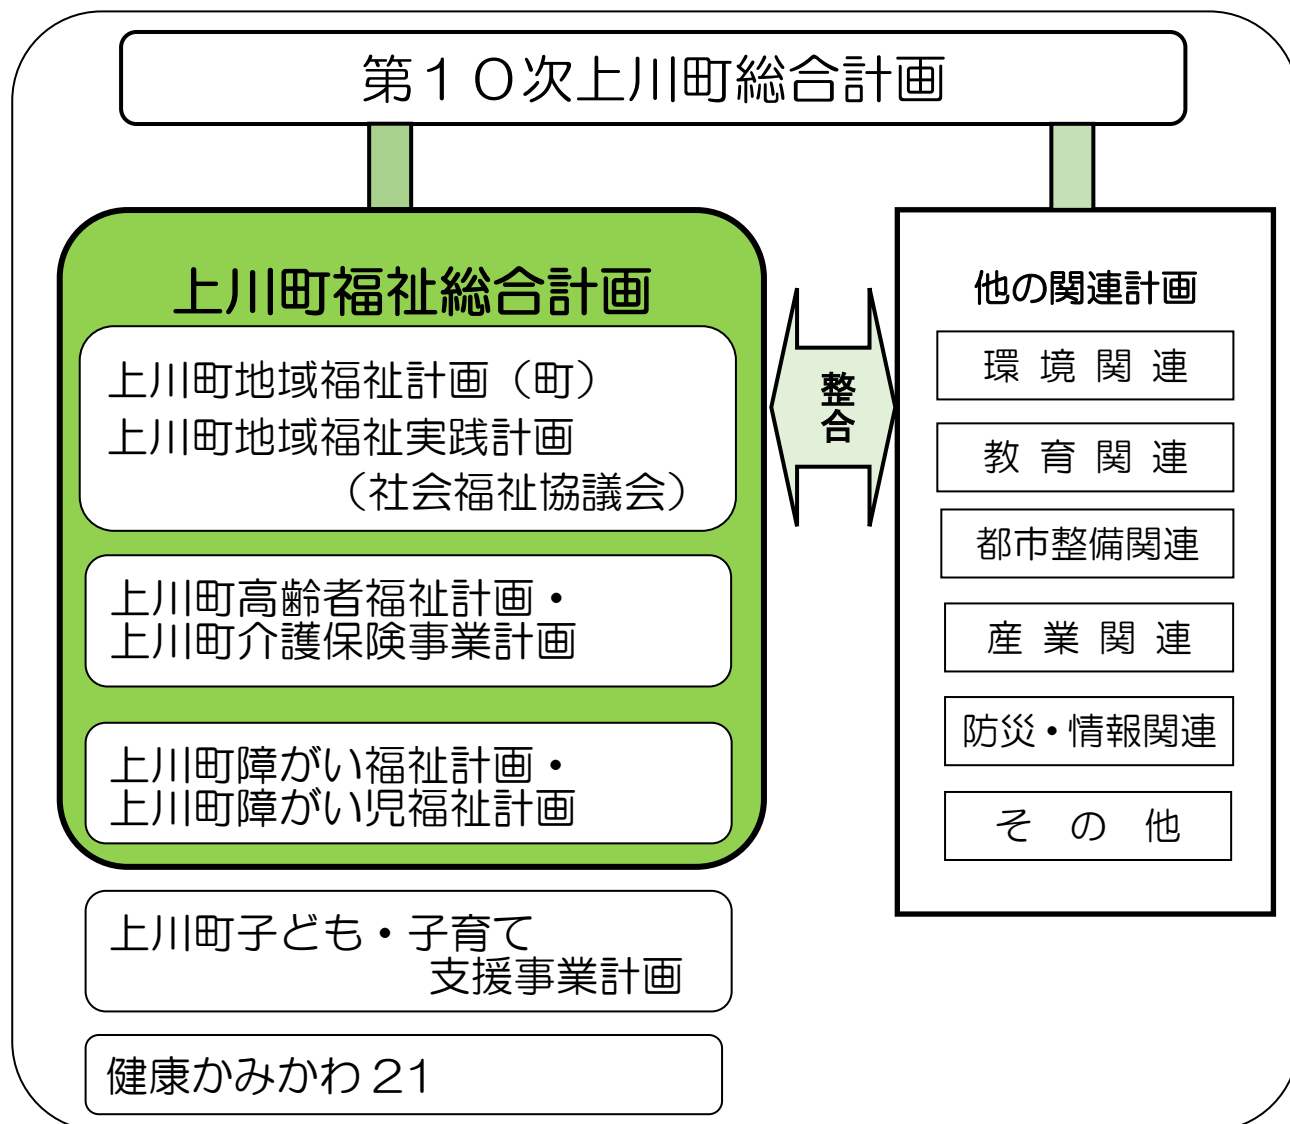 第１０次上川町総合計画
上川町福祉総合計画
上川町地域福祉計画（町）
上川町地域福祉実践計画
（社会福祉協議会）
上川町高齢者福祉計画・
上川町介護保険事業計画
上川町障がい福祉計画・
上川町障がい児福祉計画
上川町子ども・子育て
支援事業計画
健康かみかわ２１
整合
他の関連計画
環境関連
教育関連
都市整備関連
産業関連
防災・情報関連
その他